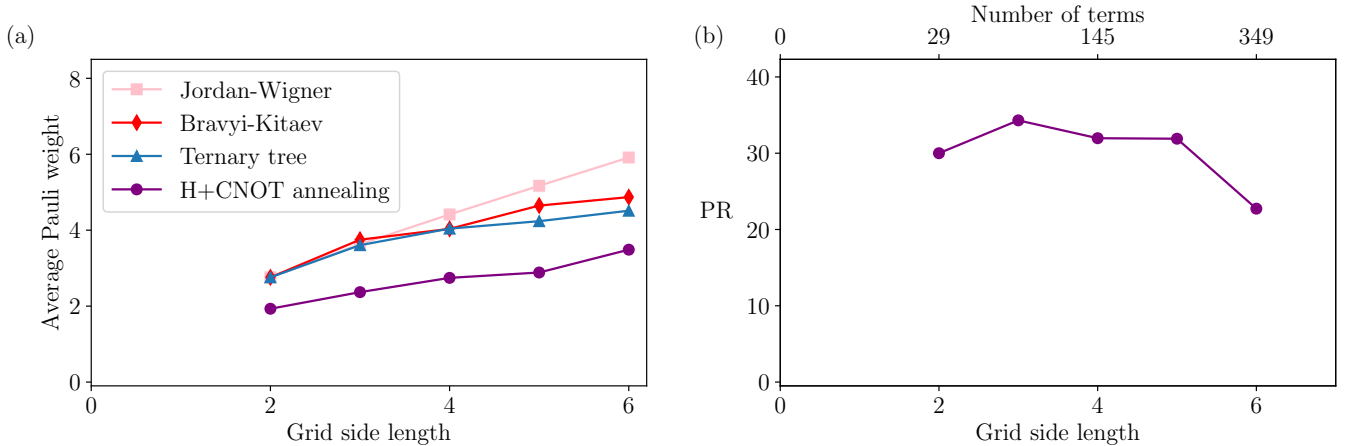 (a)
Average Pauli weight
8
6
4
2
0
Jordan-Wigner
Bravyi-Kitaev
Ternary tree
H+CNOT annealing
0 2 4 6
Grid side length
(b)
Number of terms
0 29 145 349
PR
40
30
20
10
0
0 2 4 6
Grid side length